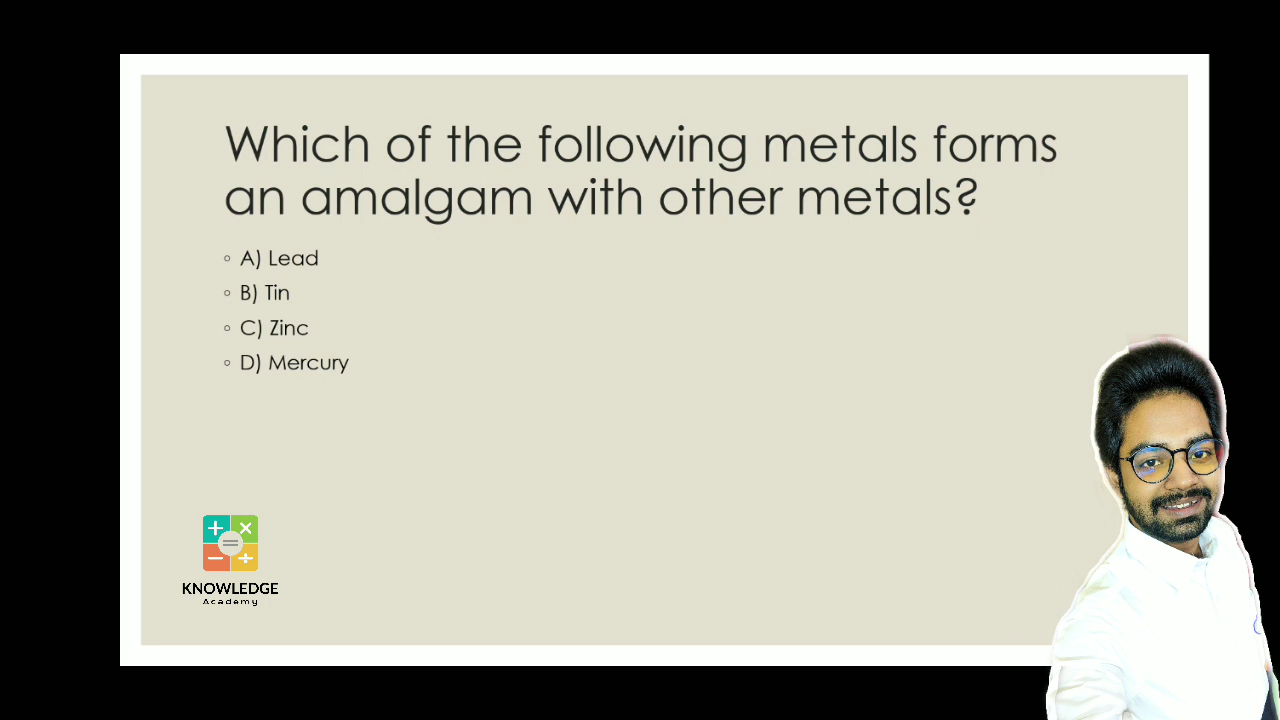 Which of the following metals forms
an amalgam with other metals?
A) Lead
B) Tin
C) Zinc
D) Mercury
KNOWLEDGE
Academy